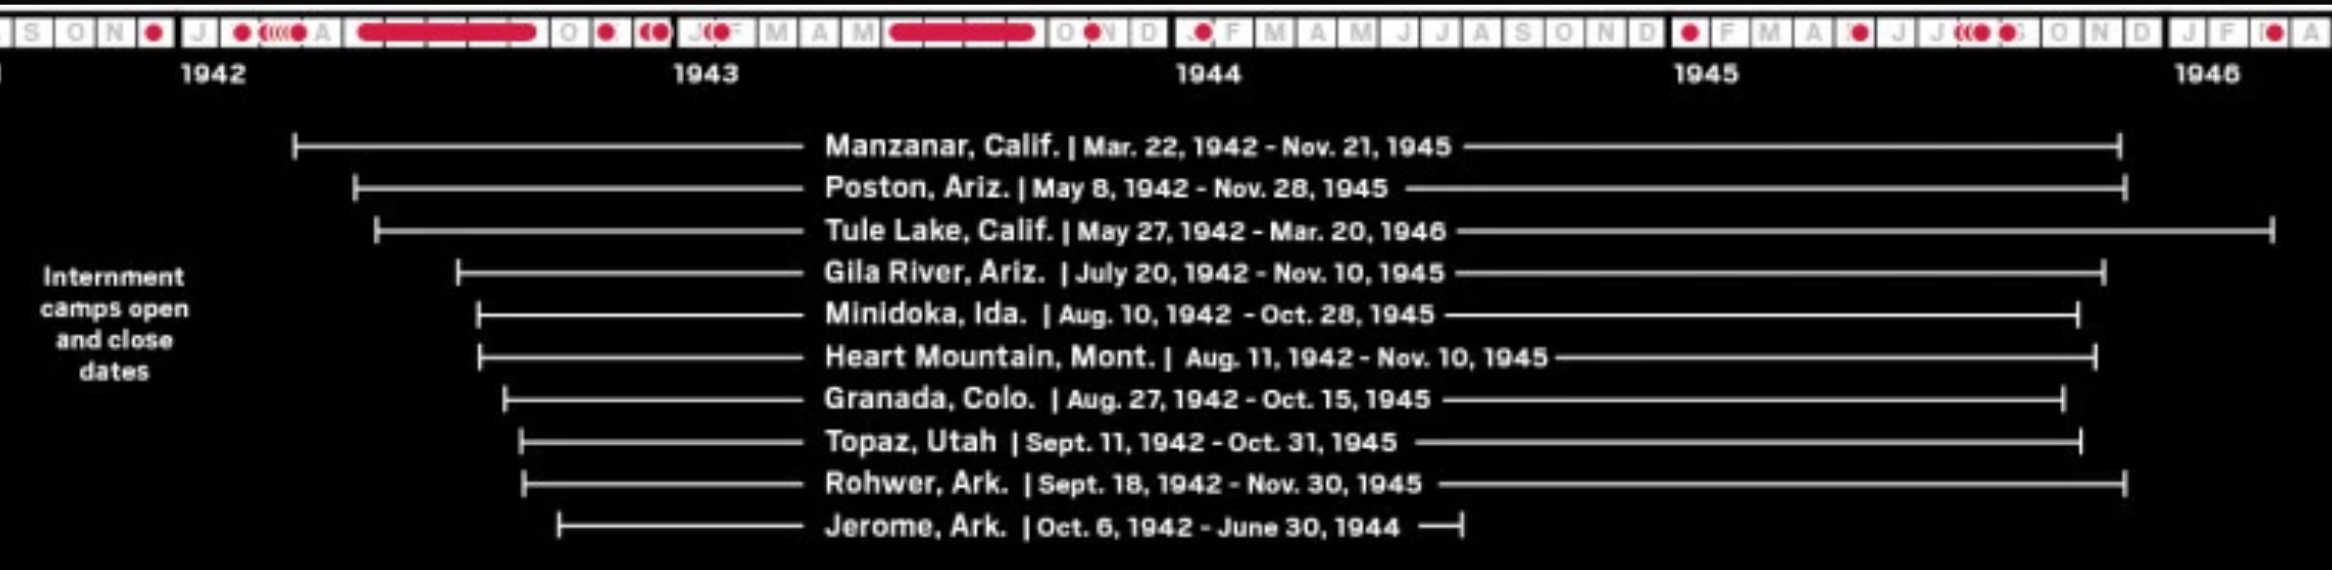 S O N J A O J F M A M O N D J F M A M J J A S O N D J F M A J J S O N D J F A
1942 1943 1944 1945 1946
Manzanar, Calif. | Mar. 22, 1942 - Nov. 21, 1945
Poston, Ariz. | May 8, 1942 - Nov. 28, 1945
Tule Lake, Calif. | May 27, 1942 - Mar. 20, 1946
Gila River, Ariz. | July 20, 1942 - Nov. 10, 1945
Minidoka, Ida. | Aug. 10, 1942 - Oct. 28, 1945
Heart Mountain, Mont. | Aug. 11, 1942 - Nov. 10, 1945
Granada, Colo. | Aug. 27, 1942 - Oct. 15, 1945
Topaz, Utah | Sept. 11, 1942 - Oct. 31, 1945
Rohwer, Ark. | Sept. 18, 1942 - Nov. 30, 1945
Jerome, Ark. | Oct. 6, 1942 - June 30, 1944
Internment
camps open
and close
dates